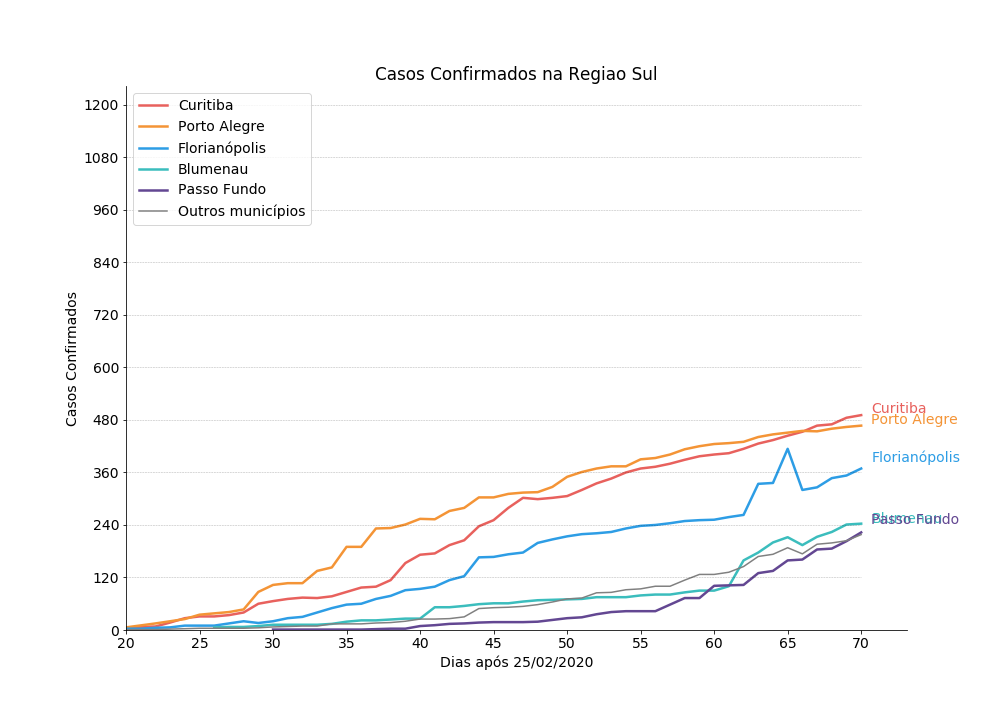 Casos Confirmados na Regiao Sul
Curitiba
Porto Alegre
Florianópolis
Blumenau
Passo Fundo
Outros municípios
1200
1080
960
840
720
600
480
360
240
120
0
Casos Confirmados
20 25 30 35 40 45 50 55 60 65 70
Dias após 25/02/2020
Curitiba
Porto Alegre
Florianópolis
Blumenau
Passo Fundo